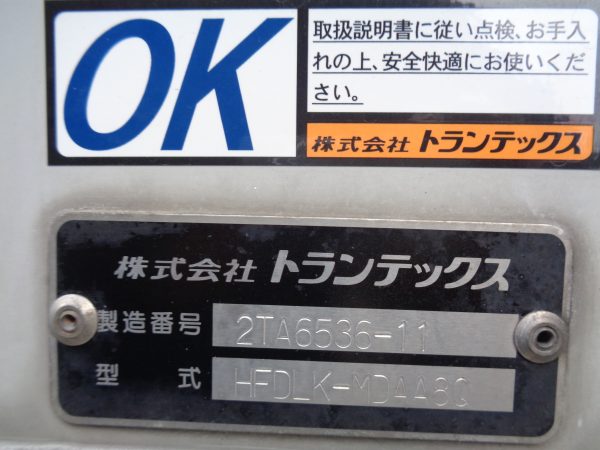 OK
取扱説明書に従い点検、お手入
れの上、安全快適にお使いくだ
さい。
株式会社 トランテックス
株式会社 トランテックス
製造番号 2TA6536-11
型 式 HFDLK-MDAA8Q